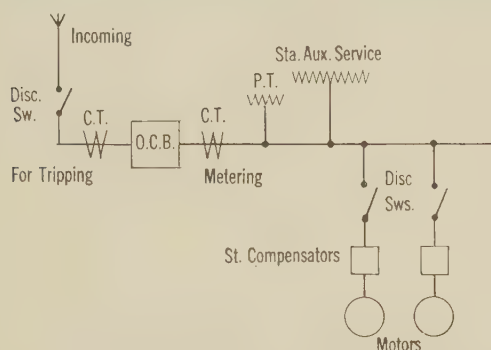 Incoming
Sta. Aux. Service
P.T.
Disc.
Sw.
C.T.
O.C.B.
C.T.
For Tripping
Metering
Disc
Sws.
St. Compensators
Motors